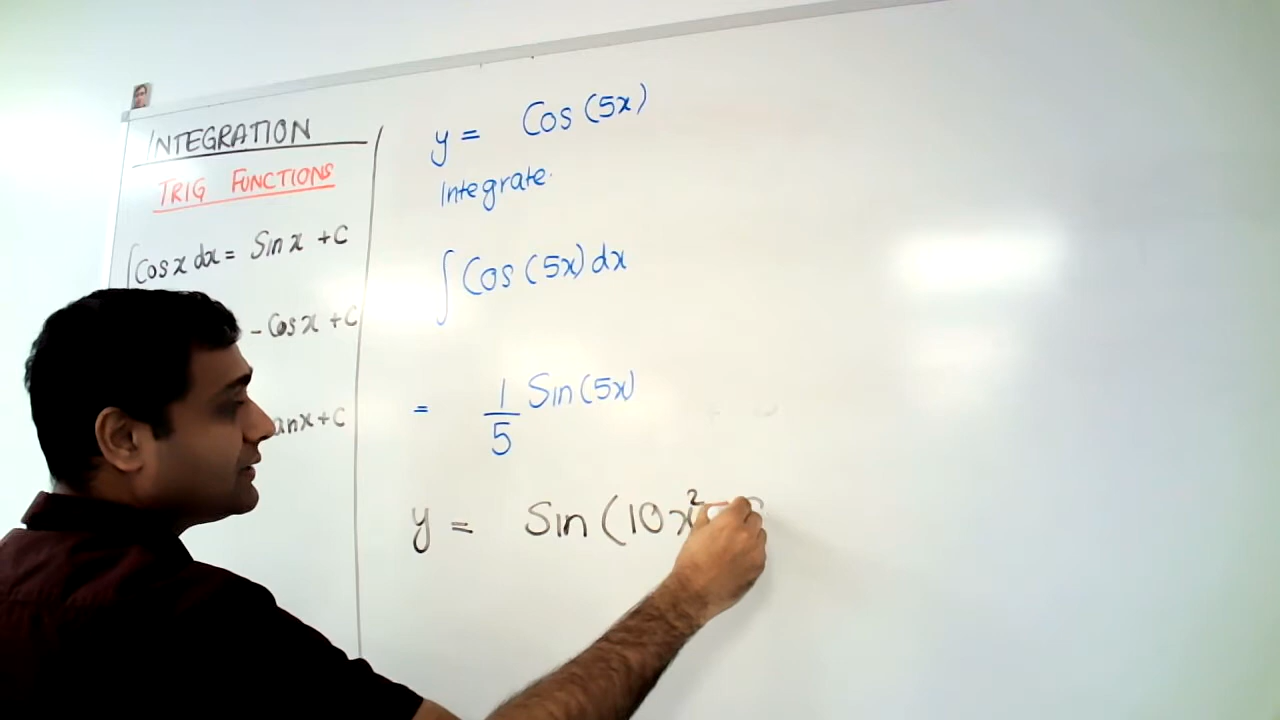 INTEGRATION
TRIG FUNCTIONS
∫Cos x dx = Sin x + C
- Cos x + C
anx + C
y = Cos (5x)
Integrate.
∫ Cos (5x) dx
= 1/5 Sin (5x)
y = Sin (10x²